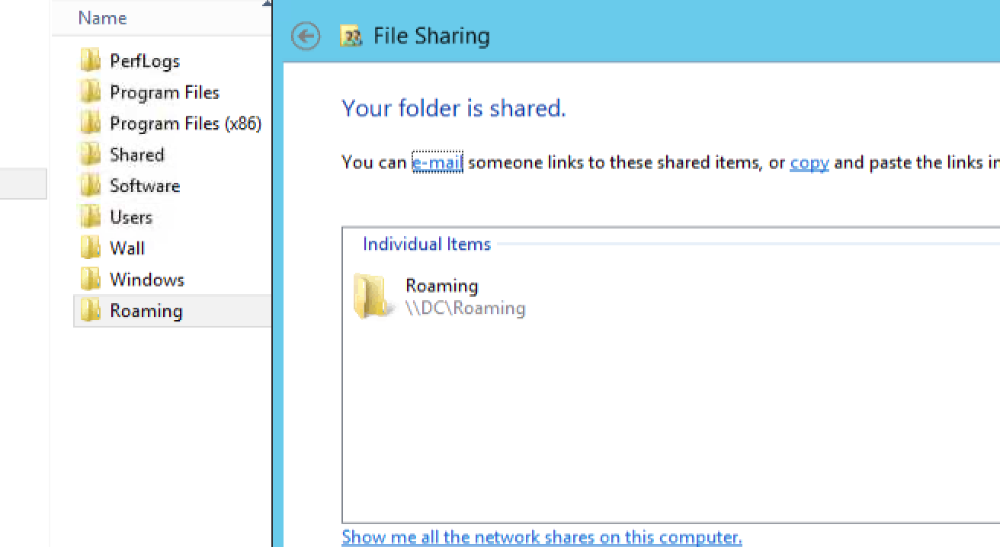 Name
PerfLogs
Program Files
Program Files (x86)
Shared
Software
Users
Wall
Windows
Roaming
File Sharing
Your folder is shared.
You can e-mail someone links to these shared items, or copy and paste the links
Individual Items
Roaming
\\DC\Roaming
Show me all the network shares on this computer.